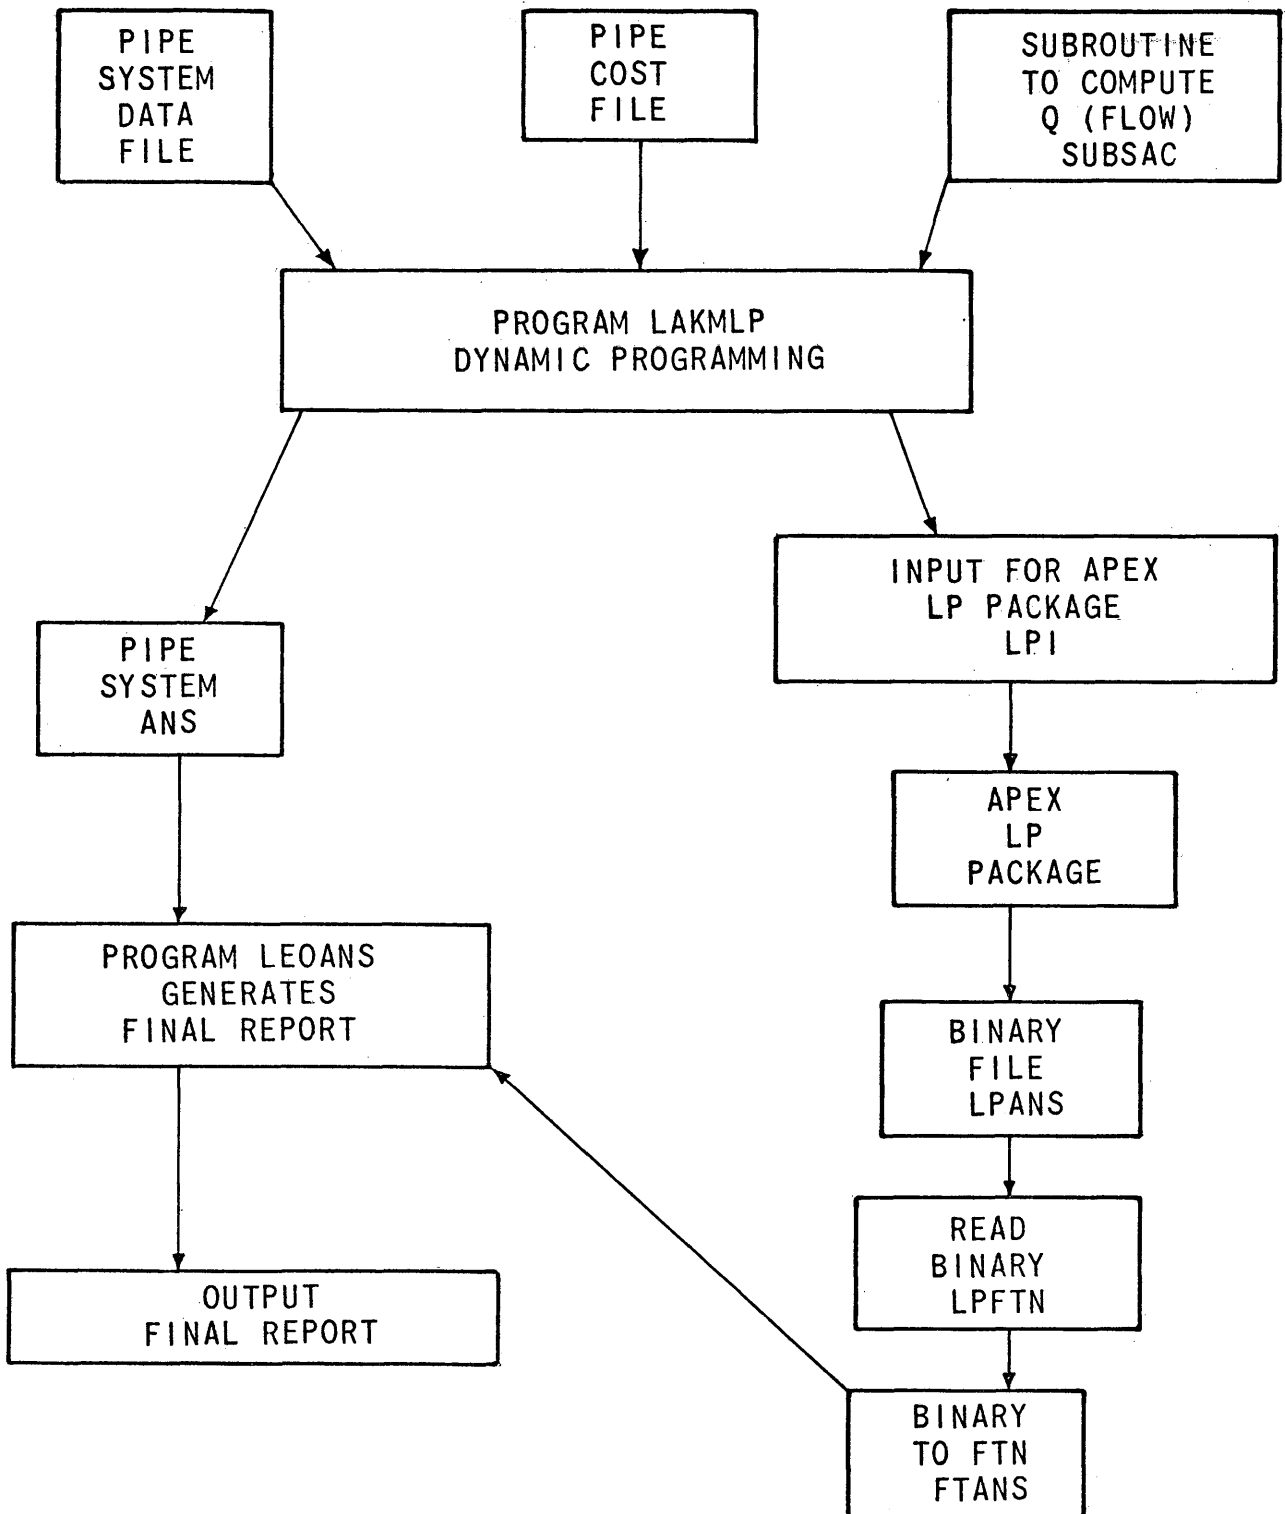 PIPE
SYSTEM
DATA
FILE
PIPE
COST
FILE
SUBROUTINE
TO COMPUTE
Q (FLOW)
SUBSAC
PROGRAM LAKMLP
DYNAMIC PROGRAMMING
INPUT FOR APEX
LP PACKAGE
LPI
PIPE
SYSTEM
ANS
APEX
LP
PACKAGE
PROGRAM LEOANS
GENERATES
FINAL REPORT
BINARY
FILE
LPANS
READ
BINARY
LPFTN
OUTPUT
FINAL REPORT
BINARY
TO FTN
FTANS